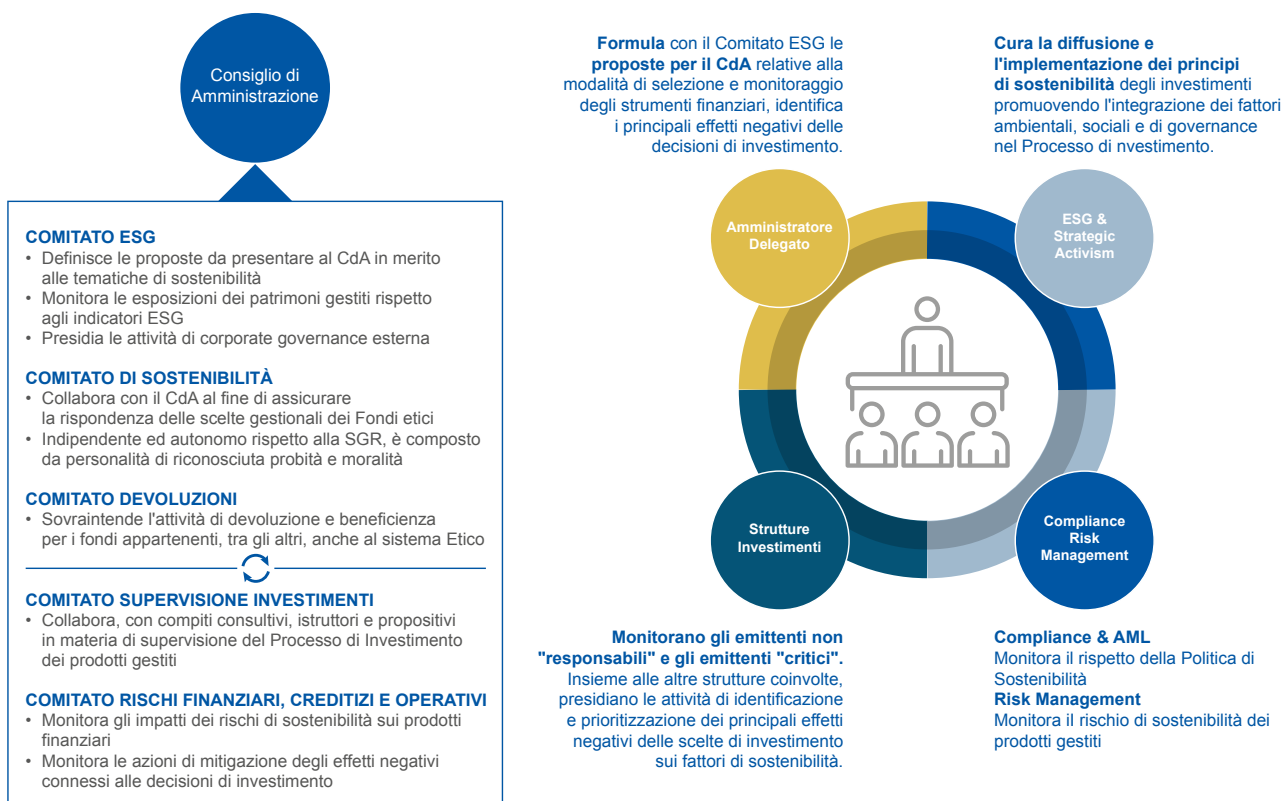 Consiglio di
Amministrazione
COMITATO ESG
• Definisce le proposte da presentare al CdA in merito
alle tematiche di sostenibilità
• Monitora le esposizioni dei patrimoni gestiti rispetto
agli indicatori ESG
• Presidia le attività di corporate governance esterna
COMITATO DI SOSTENIBILITÀ
• Collabora con il CdA al fine di assicurare
la rispondenza delle scelte gestionali dei Fondi etici
• Indipendente ed autonomo rispetto alla SGR, è composto
da personalità di riconosciuta probità e moralità
COMITATO DEVOLUZIONI
• Sovraintende l'attività di devoluzione e beneficienza
per i fondi appartenenti, tra gli altri, anche al sistema Etico
COMITATO SUPERVISIONE INVESTIMENTI
• Collabora, con compiti consultivi, istruttori e propositivi
in materia di supervisione del Processo di Investimento
dei prodotti gestiti
COMITATO RISCHI FINANZIARI, CREDITIZI E OPERATIVI
• Monitora gli impatti dei rischi di sostenibilità sui prodotti
finanziari
• Monitora le azioni di mitigazione degli effetti negativi
connessi alle decisioni di investimento
Formula con il Comitato ESG le
proposte per il CdA relative alla
modalità di selezione e monitoraggio
degli strumenti finanziari, identifica
i principali effetti negativi delle
decisioni di investimento.
Cura la diffusione e
l'implementazione dei principi
di sostenibilità degli investimenti
promuovendo l'integrazione dei fattori
ambientali, sociali e di governance
nel Processo di nvestimento.
Amministratore
Delegato
ESG &
Strategic
Activism
Strutture
Investimenti
Compliance
Risk
Management
Monitorano gli emittenti non
"responsabili" e gli emittenti "critici".
Insieme alle altre strutture coinvolte,
presidiano le attività di identificazione
e prioritizzazione dei principali effetti
negativi delle scelte di investimento
sui fattori di sostenibilità.
Compliance & AML
Monitora il rispetto della Politica di
Sostenibilità
Risk Management
Monitora il rischio di sostenibilità dei
prodotti gestiti